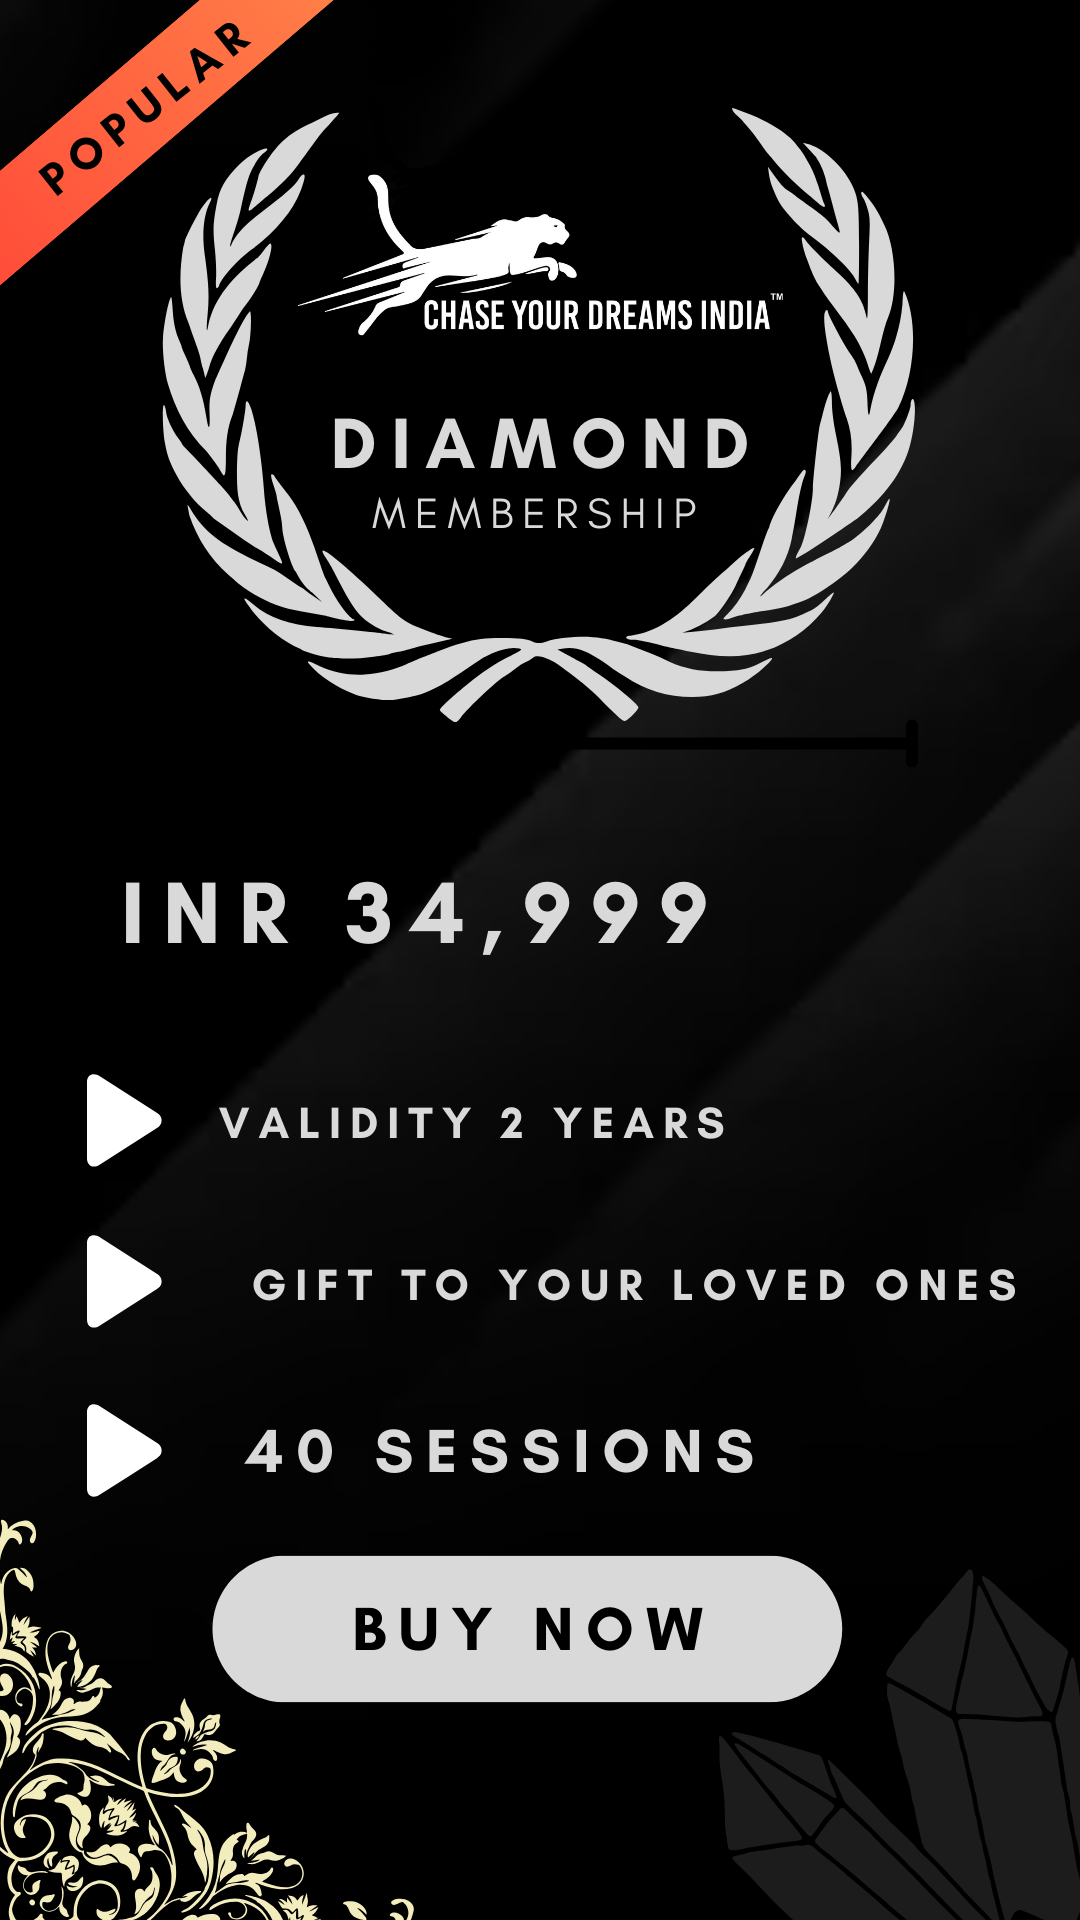 POPULAR
CHASE YOUR DREAMS INDIA™
DIAMOND
MEMBERSHIP
INR 34,999
VALIDITY 2 YEARS
GIFT TO YOUR LOVED ONES
40 SESSIONS
BUY NOW